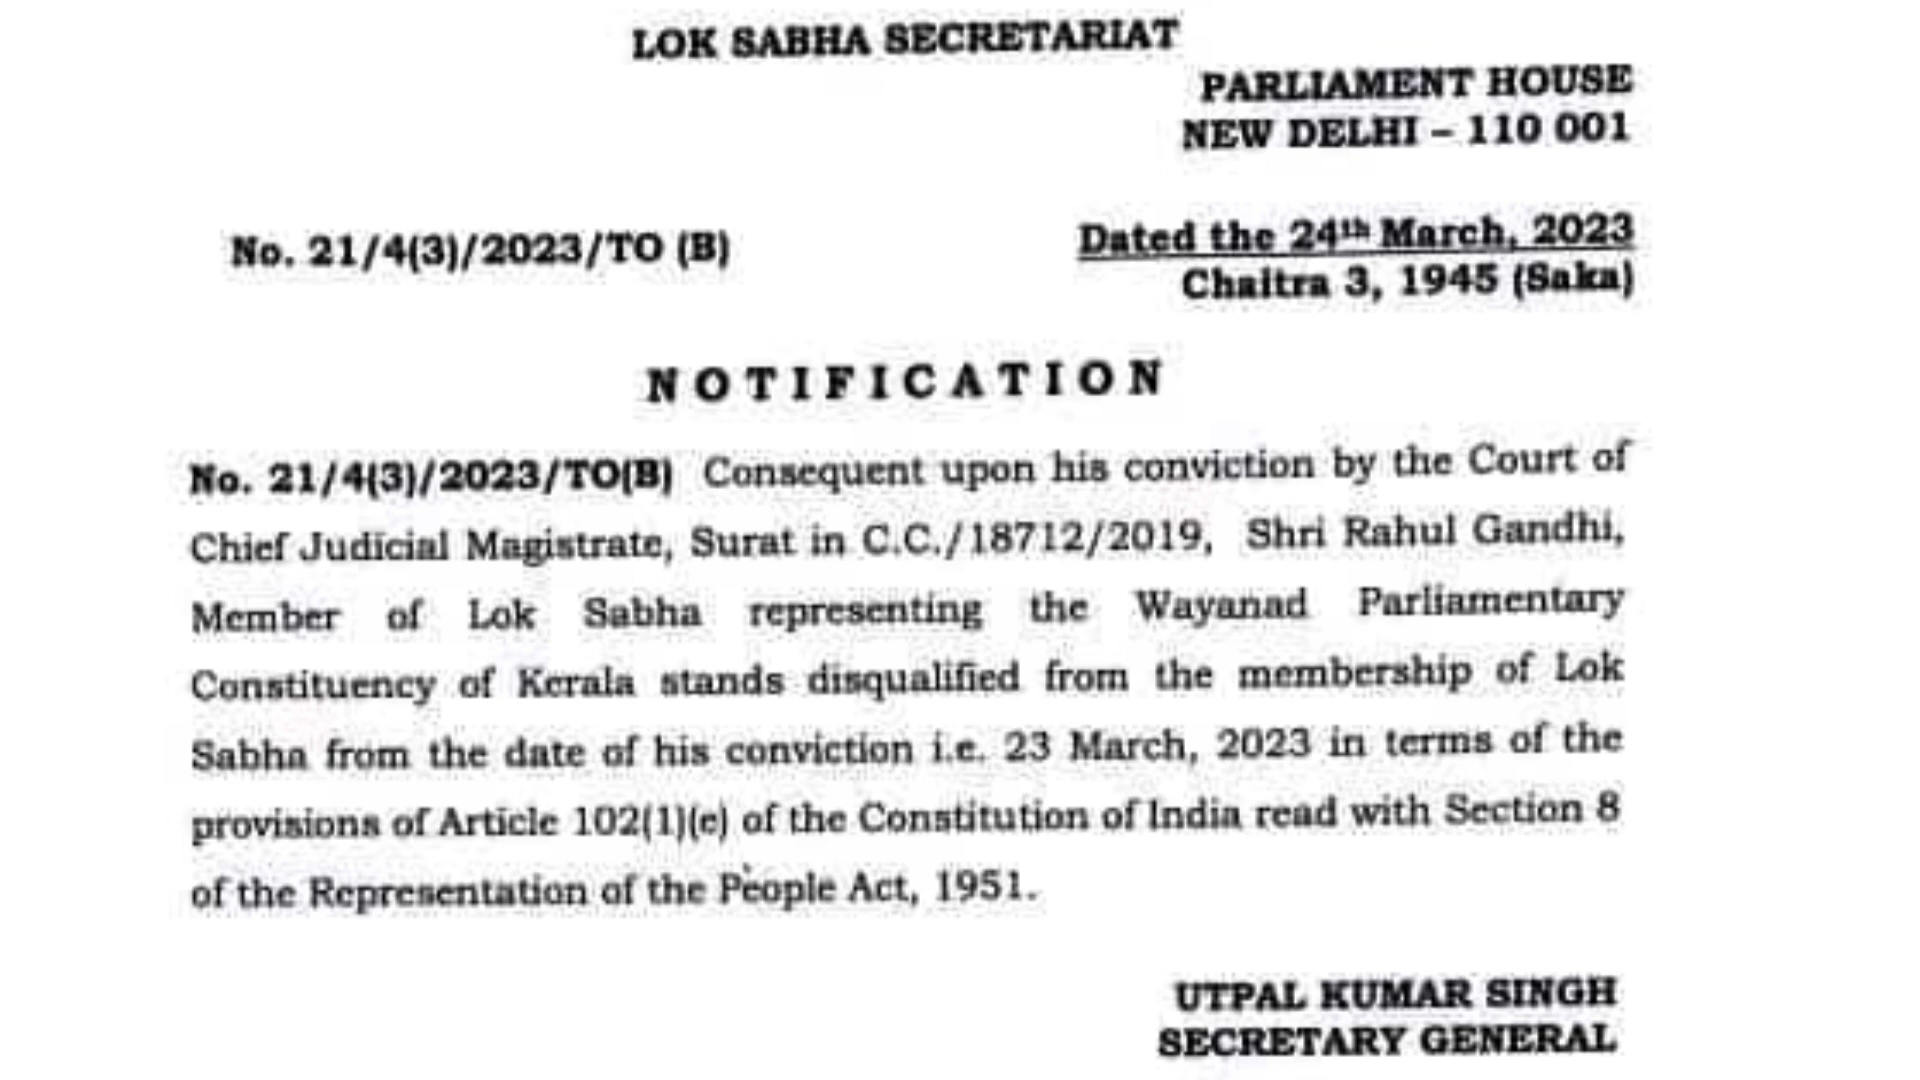 LOK SABHA SECRETARIAT
PARLIAMENT HOUSE
NEW DELHI – 110 001
No. 21/4(3)/2023/TO (B)
Dated the 24th March, 2023
Chaitra 3, 1945 (Saka)
NOTIFICATION
No. 21/4(3)/2023/TO(B) Consequent upon his conviction by the Court of
Chief Judicial Magistrate, Surat in C.C./18712/2019, Shri Rahul Gandhi,
Member of Lok Sabha representing the Wayanad Parliamentary
Constituency of Kerala stands disqualified from the membership of Lok
Sabha from the date of his conviction i.e. 23 March, 2023 in terms of the
provisions of Article 102(1)(e) of the Constitution of India read with Section 8
of the Representation of the People Act, 1951.
UTPAL KUMAR SINGH
SECRETARY GENERAL